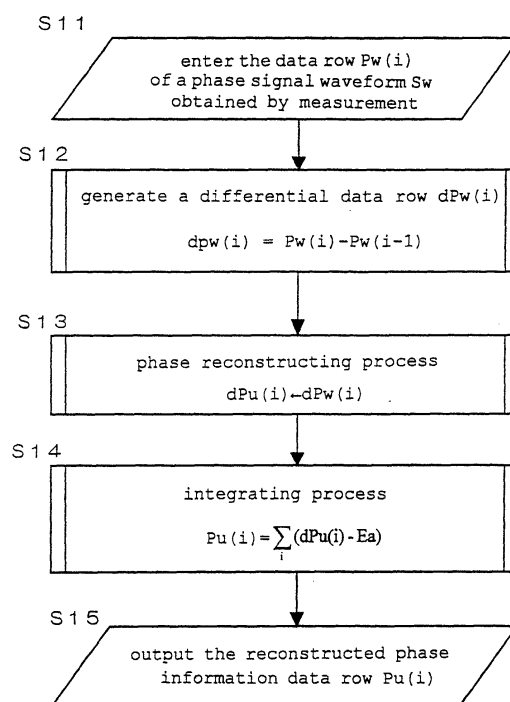 S11
enter the data row Pw(i)
of a phase signal waveform Sw
obtained by measurement
S12
generate a differential data row dPw(i)
dpw(i) = Pw(i)-Pw(i-1)
S13
phase reconstructing process
dPu(i)←dPw(i)
S14
integrating process
Pu(i)=∑(dPu(i)-Ea)
i
S15
output the reconstructed phase
information data row Pu(i)